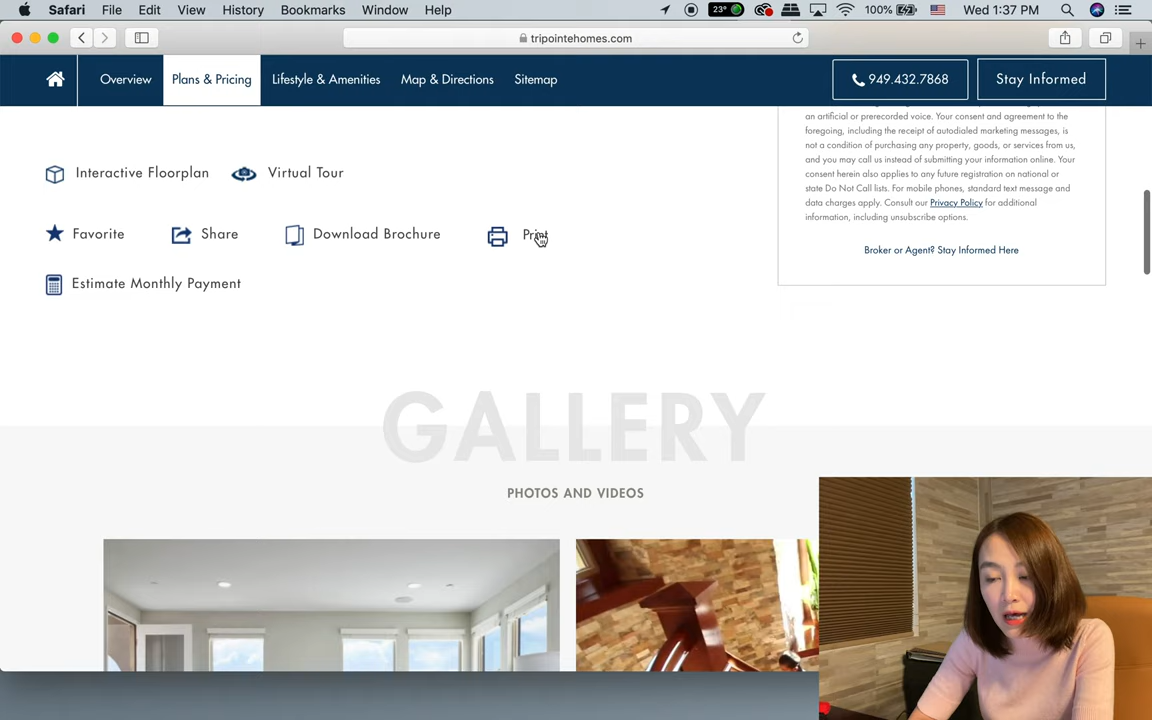 Safari File Edit View History Bookmarks Window Help 23° 100% Wed 1:37 PM
tripointehomes.com
Overview Plans & Pricing Lifestyle & Amenities Map & Directions Sitemap 949.432.7868 Stay Informed
an artificial or prerecorded voice. Your consent and agreement to the
foregoing, including the receipt of autodialed marketing messages, is
not a condition of purchasing any property, goods, or services from us,
and you may call us instead of submitting your information online. Your
consent herein also applies to any future registration on national or
state Do Not Call lists. For mobile phones, standard text message and
data charges apply. Consult our Privacy Policy for additional
information, including unsubscribe options.
Broker or Agent? Stay Informed Here
Interactive Floorplan Virtual Tour
Favorite Share Download Brochure Print
Estimate Monthly Payment
GALLERY
PHOTOS AND VIDEOS